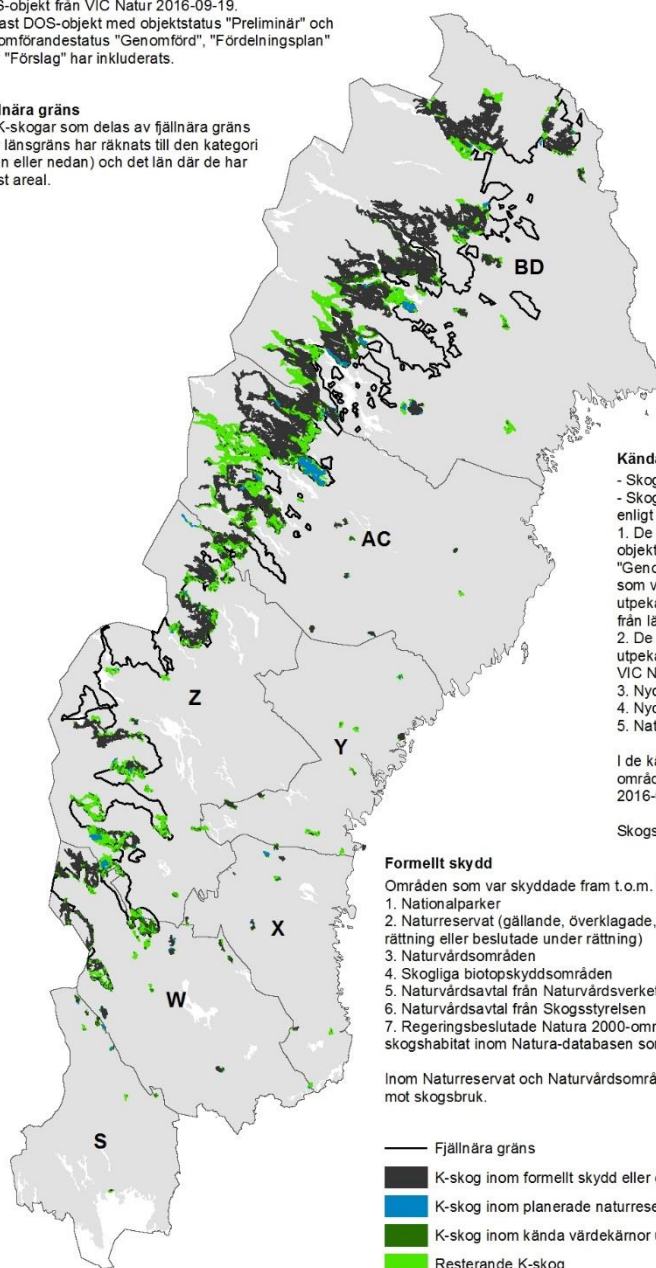 S-objekt från VIC Natur 2016-09-19.
ast DOS-objekt med objektstatus "Preliminär" och
omförandestatus "Genomförd", "Fördelningsplan"
"Förslag" har inkluderats.
lnära gräns
K-skogar som delas av fjällnära gräns
länsgräns har räknats till den kategori
n eller nedan) och det län där de har
st areal.
BD
Kända
- Skog
- Skog
enligt
1. De
objekt
"Geno
som v
utpeka
från lä
2. De
utpeka
VIC N
3. Nyc
4. Nyc
5. Nat
I de kä
områd
2016-
Skogs
AC
Z
Y
X
W
S
Formellt skydd
Områden som var skyddade fram t.o.m.
1. Nationalparker
2. Naturreservat (gällande, överklagade,
rättning eller beslutade under rättning)
3. Naturvårdsområden
4. Skogliga biotopskyddsområden
5. Naturvårdsavtal från Naturvårdsverket
6. Naturvårdsavtal från Skogsstyrelsen
7. Regeringsbeslutade Natura 2000-omr
skogshabitat inom Natura-databasen som
Inom Naturreservat och Naturvårdsområ
mot skogsbruk.
Fjällnära gräns
K-skog inom formellt skydd eller
K-skog inom planerade naturrese
K-skog inom kända värdekärnor u
Resterande K-skog